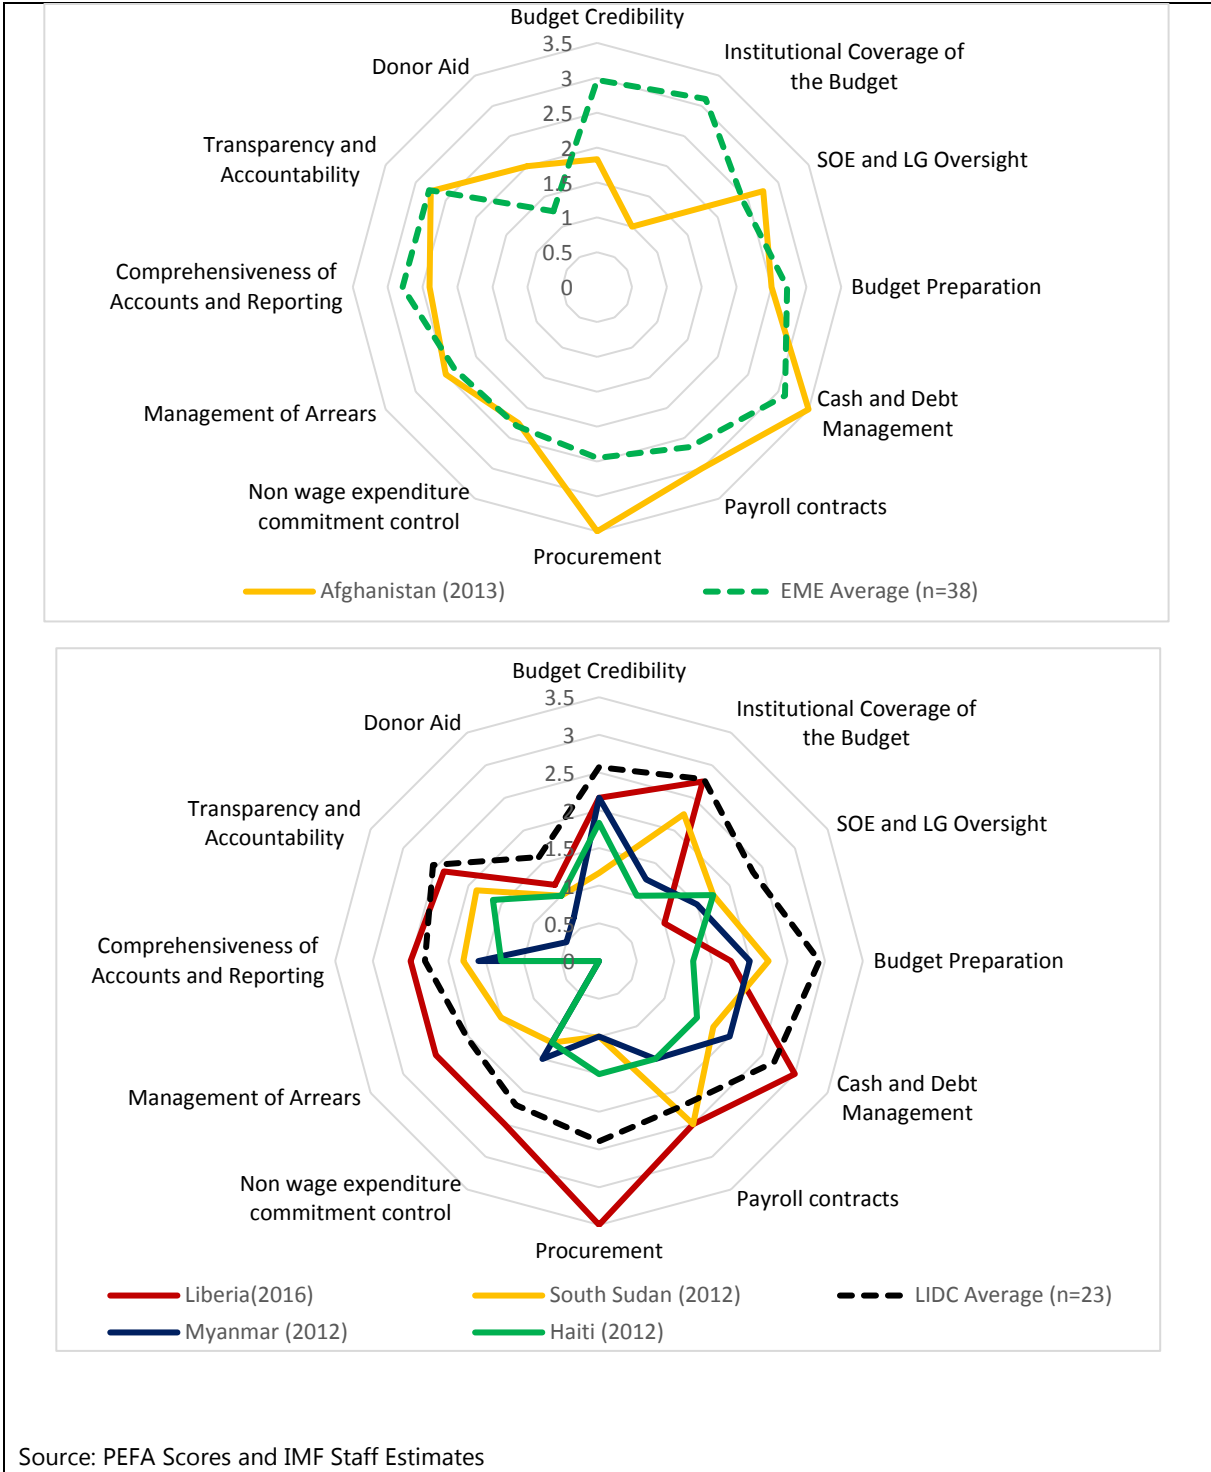 Budget Credibility
3.5
3
2.5
2
1.5
1
0.5
0
Institutional Coverage of
the Budget
SOE and LG Oversight
Budget Preparation
Cash and Debt
Management
Payroll contracts
Procurement
Non wage expenditure
commitment control
Management of Arrears
Comprehensiveness of
Accounts and Reporting
Transparency and
Accountability
Donor Aid
Afghanistan (2013)
EME Average (n=38)
Budget Credibility
3.5
3
2.5
2
1.5
1
0.5
0
Institutional Coverage of
the Budget
SOE and LG Oversight
Budget Preparation
Cash and Debt
Management
Payroll contracts
Procurement
Non wage expenditure
commitment control
Management of Arrears
Comprehensiveness of
Accounts and Reporting
Transparency and
Accountability
Donor Aid
Liberia(2016)
South Sudan (2012)
LIDC Average (n=23)
Myanmar (2012)
Haiti (2012)
Source: PEFA Scores and IMF Staff Estimates